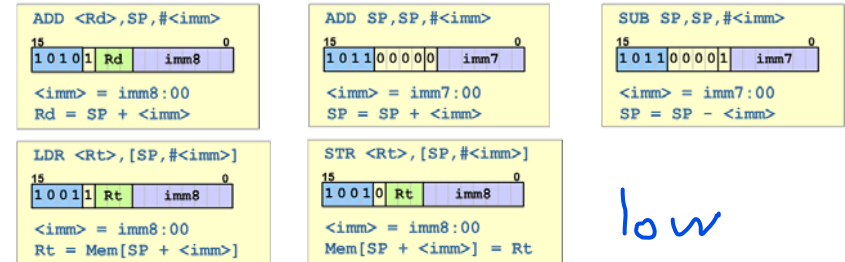 ADD <Rd>,SP,#<imm>
15 0
1 0 1 0 1 Rd imm8
<imm> = imm8:00
Rd = SP + <imm>
ADD SP,SP,#<imm>
15 0
1 0 1 1 0 0 0 0 0 imm7
<imm> = imm7:00
SP = SP + <imm>
SUB SP,SP,#<imm>
15 0
1 0 1 1 0 0 0 0 1 imm7
<imm> = imm7:00
SP = SP - <imm>
LDR <Rt>,[SP,#<imm>]
15 0
1 0 0 1 1 Rt imm8
<imm> = imm8:00
Rt = Mem[SP + <imm>]
STR <Rt>,[SP,#<imm>]
15 0
1 0 0 1 0 Rt imm8
<imm> = imm8:00
Mem[SP + <imm>] = Rt
low